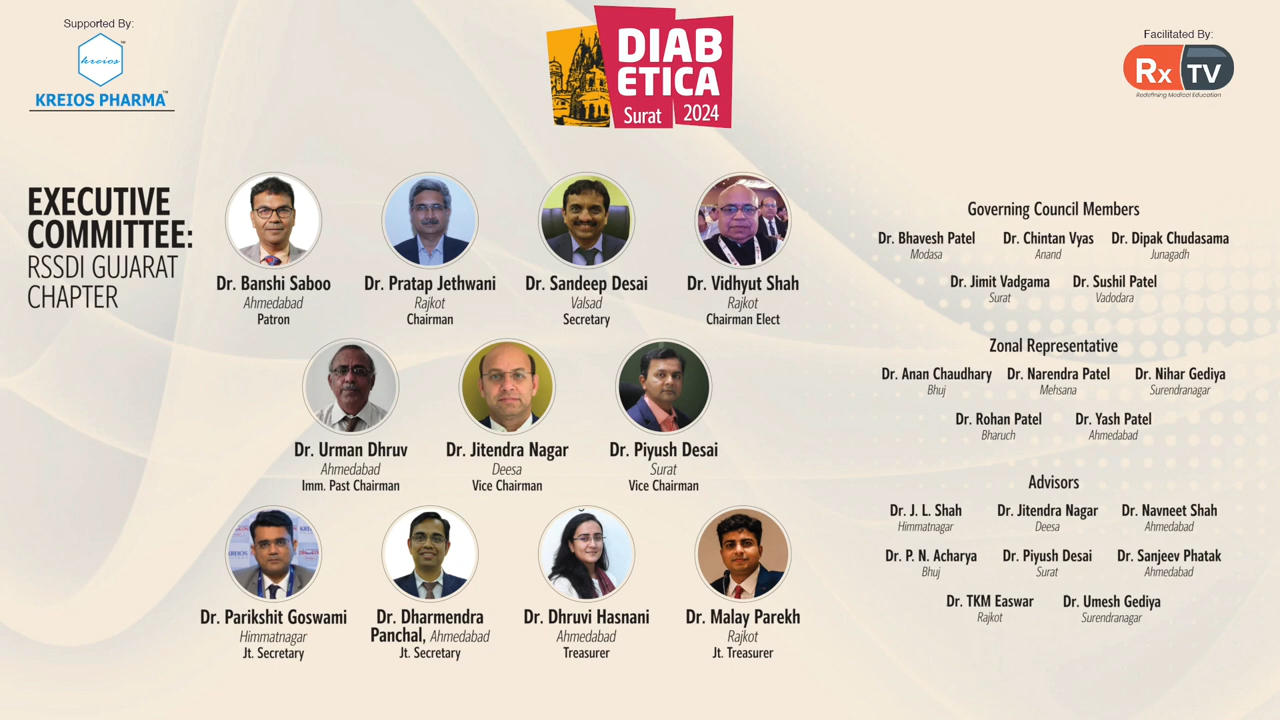 Supported By:
kreios
KREIOS PHARMA™
DIAB
ETICA
Surat 2024
Facilitated By:
Rx TV
Redefining Medical Education
EXECUTIVE
COMMITTEE:
RSSDI GUJARAT
CHAPTER
Dr. Banshi Saboo
Ahmedabad
Patron
Dr. Pratap Jethwani
Rajkot
Chairman
Dr. Sandeep Desai
Valsad
Secretary
Dr. Vidhyut Shah
Rajkot
Chairman Elect
Dr. Urman Dhruv
Ahmedabad
Imm. Past Chairman
Dr. Jitendra Nagar
Deesa
Vice Chairman
Dr. Piyush Desai
Surat
Vice Chairman
Dr. Parikshit Goswami
Himmatnagar
Jt. Secretary
Dr. Dharmendra
Panchal, Ahmedabad
Jt. Secretary
Dr. Dhruvi Hasnani
Ahmedabad
Treasurer
Dr. Malay Parekh
Rajkot
Jt. Treasurer
Governing Council Members
Dr. Bhavesh Patel
Modasa
Dr. Chintan Vyas
Anand
Dr. Dipak Chudasama
Junagadh
Dr. Jimit Vadgama
Surat
Dr. Sushil Patel
Vadodara
Zonal Representative
Dr. Anan Chaudhary
Bhuj
Dr. Narendra Patel
Mehsana
Dr. Nihar Gediya
Surendranagar
Dr. Rohan Patel
Bharuch
Dr. Yash Patel
Ahmedabad
Advisors
Dr. J. L. Shah
Himmatnagar
Dr. Jitendra Nagar
Deesa
Dr. Navneet Shah
Ahmedabad
Dr. P. N. Acharya
Bhuj
Dr. Piyush Desai
Surat
Dr. Sanjeev Phatak
Ahmedabad
Dr. TKM Easwar
Rajkot
Dr. Umesh Gediya
Surendranagar